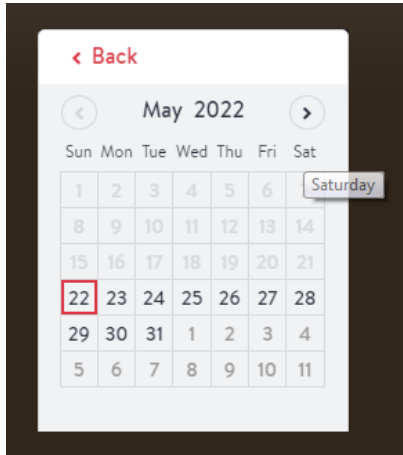 Back
May 2022
Sun Mon Tue Wed Thu Fri Sat
Saturday
1 2 3 4 5 6
8 9 10 11 12 13 14
15 16 17 18 19 20 21
22 23 24 25 26 27 28
29 30 31 1 2 3 4
5 6 7 8 9 10 11